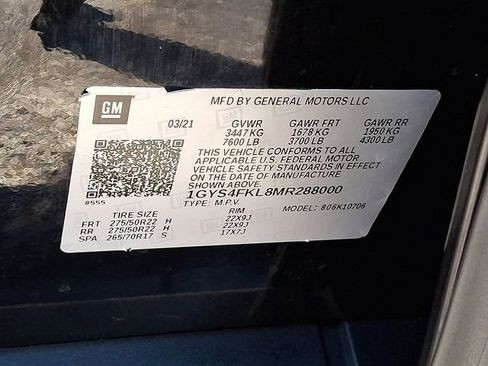 GM
MFD BY GENERAL MOTORS LLC
03/21 GVWR GAWR FRT GAWR RR
3447 KG 1678 KG 1950 KG
7600 LB 3700 LB 4300 LB
THIS VEHICLE CONFORMS TO ALL
APPLICABLE U.S. FEDERAL MOTOR
VEHICLE SAFETY STANDARDS IN EFFECT
ON THE DATE OF MANUFACTURE
SHOWN ABOVE.
8555 1GYS4FKL8MR288000
TYPE: M.P.V. MODEL: 806K10706
TIRE SIZE RIM
FRT 275/50R22 H 22X9J
RR 275/50R22 H 22X9J
SPA 265/70R17 S 17X7J